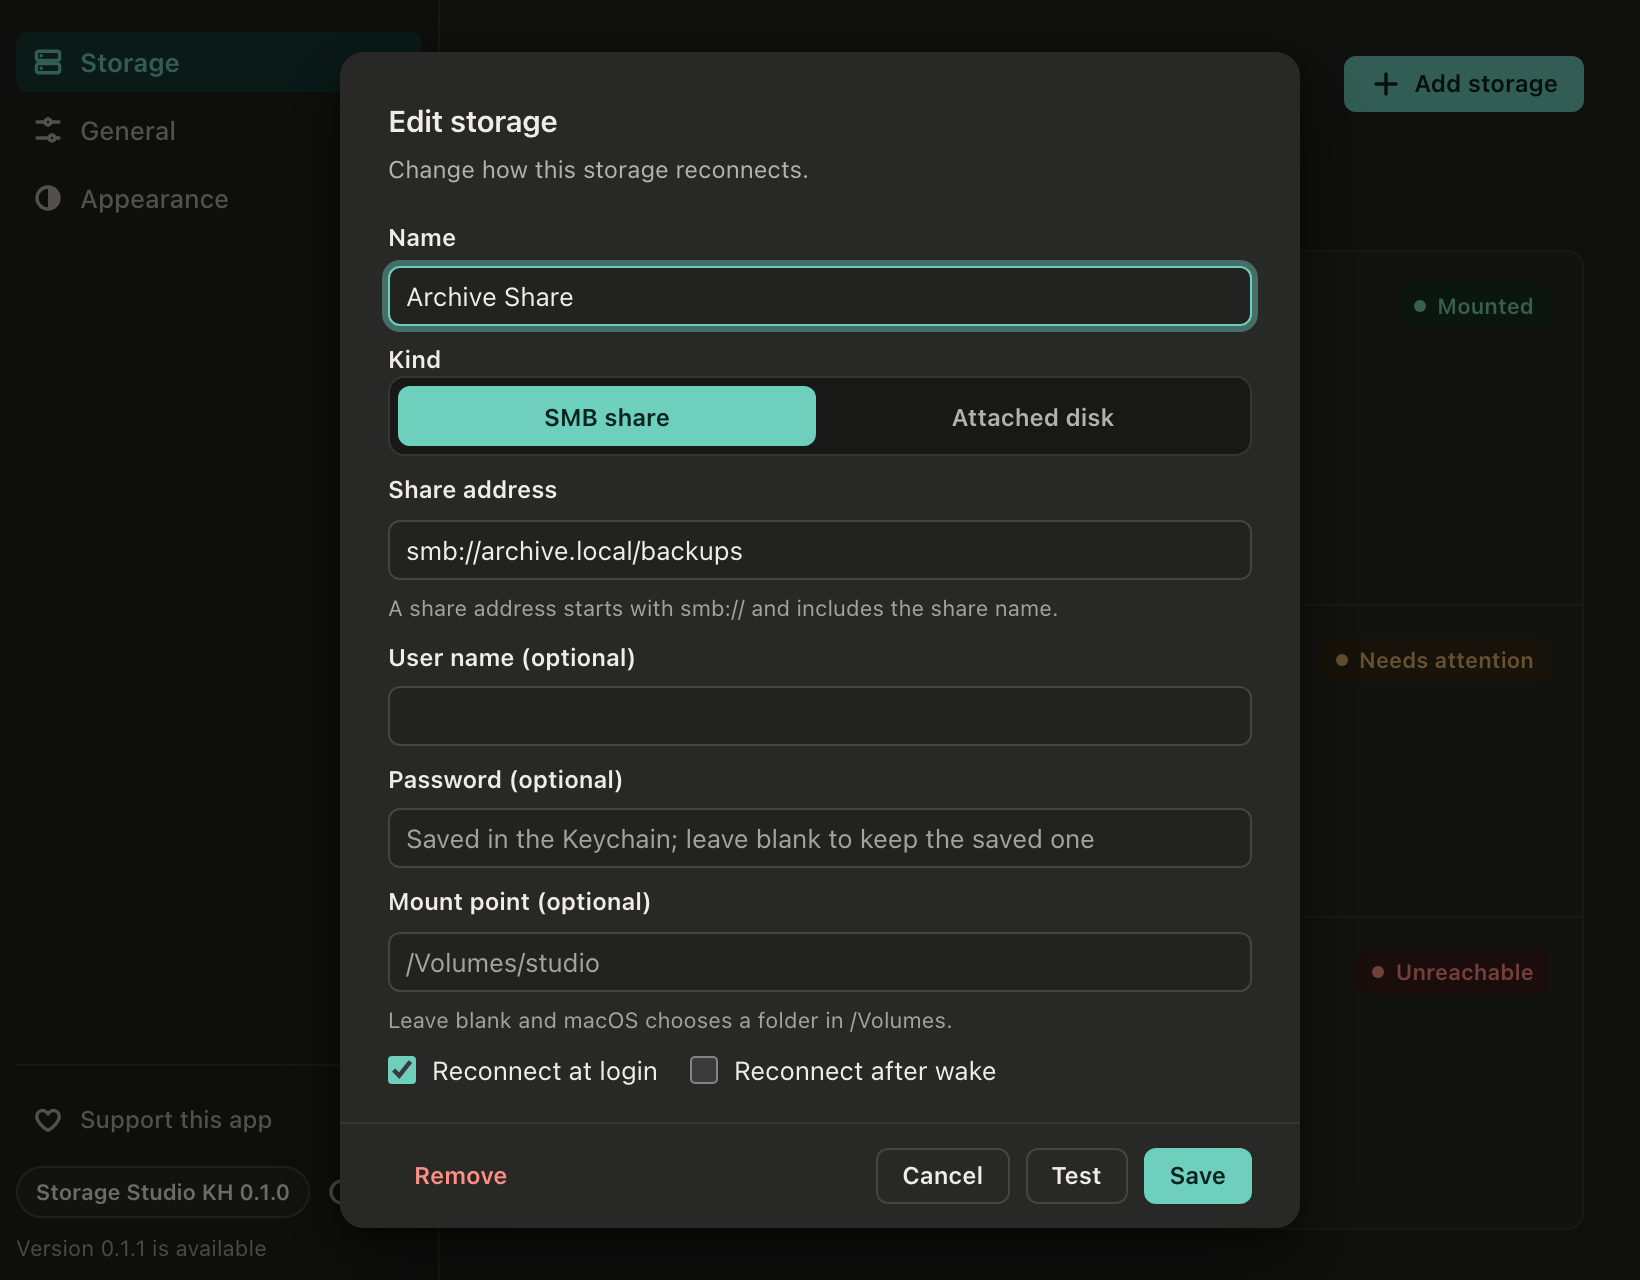 Storage
General
Appearance
Support this app
Storage Studio KH 0.1.0
Version 0.1.1 is available
Add storage
Mounted
Needs attention
Unreachable
Edit storage
Change how this storage reconnects.
Name
Archive Share
Kind
SMB share
Attached disk
Share address
smb://archive.local/backups
A share address starts with smb:// and includes the share name.
User name (optional)
Password (optional)
Saved in the Keychain; leave blank to keep the saved one
Mount point (optional)
/Volumes/studio
Leave blank and macOS chooses a folder in /Volumes.
Reconnect at login
Reconnect after wake
Remove
Cancel
Test
Save